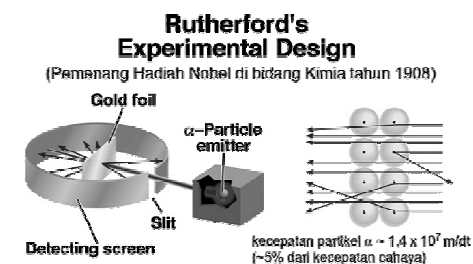 Rutherford's
Experimental Design
(Pemenang Hadiah Nobel di bidang Kimia tahun 1908)
Gold foil
α-Particle
emitter
Slit
Detecting screen
kecepatan partikel α ~ 1,4 x 10⁷ m/dt
(~5% dari kecepatan cahaya)